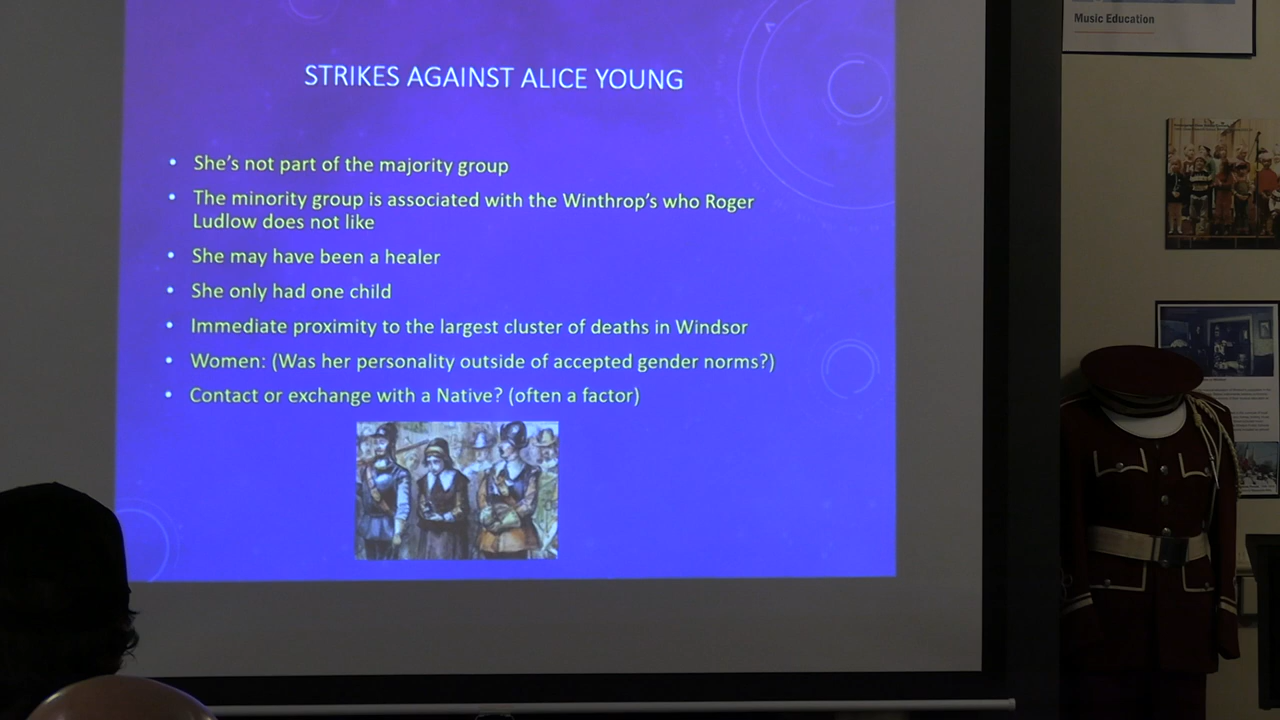 STRIKES AGAINST ALICE YOUNG
• She's not part of the majority group
• The minority group is associated with the Winthrop's who Roger
Ludlow does not like
• She may have been a healer
• She only had one child
• Immediate proximity to the largest cluster of deaths in Windsor
• Women: (Was her personality outside of accepted gender norms?)
• Contact or exchange with a Native? (often a factor)
Music Education